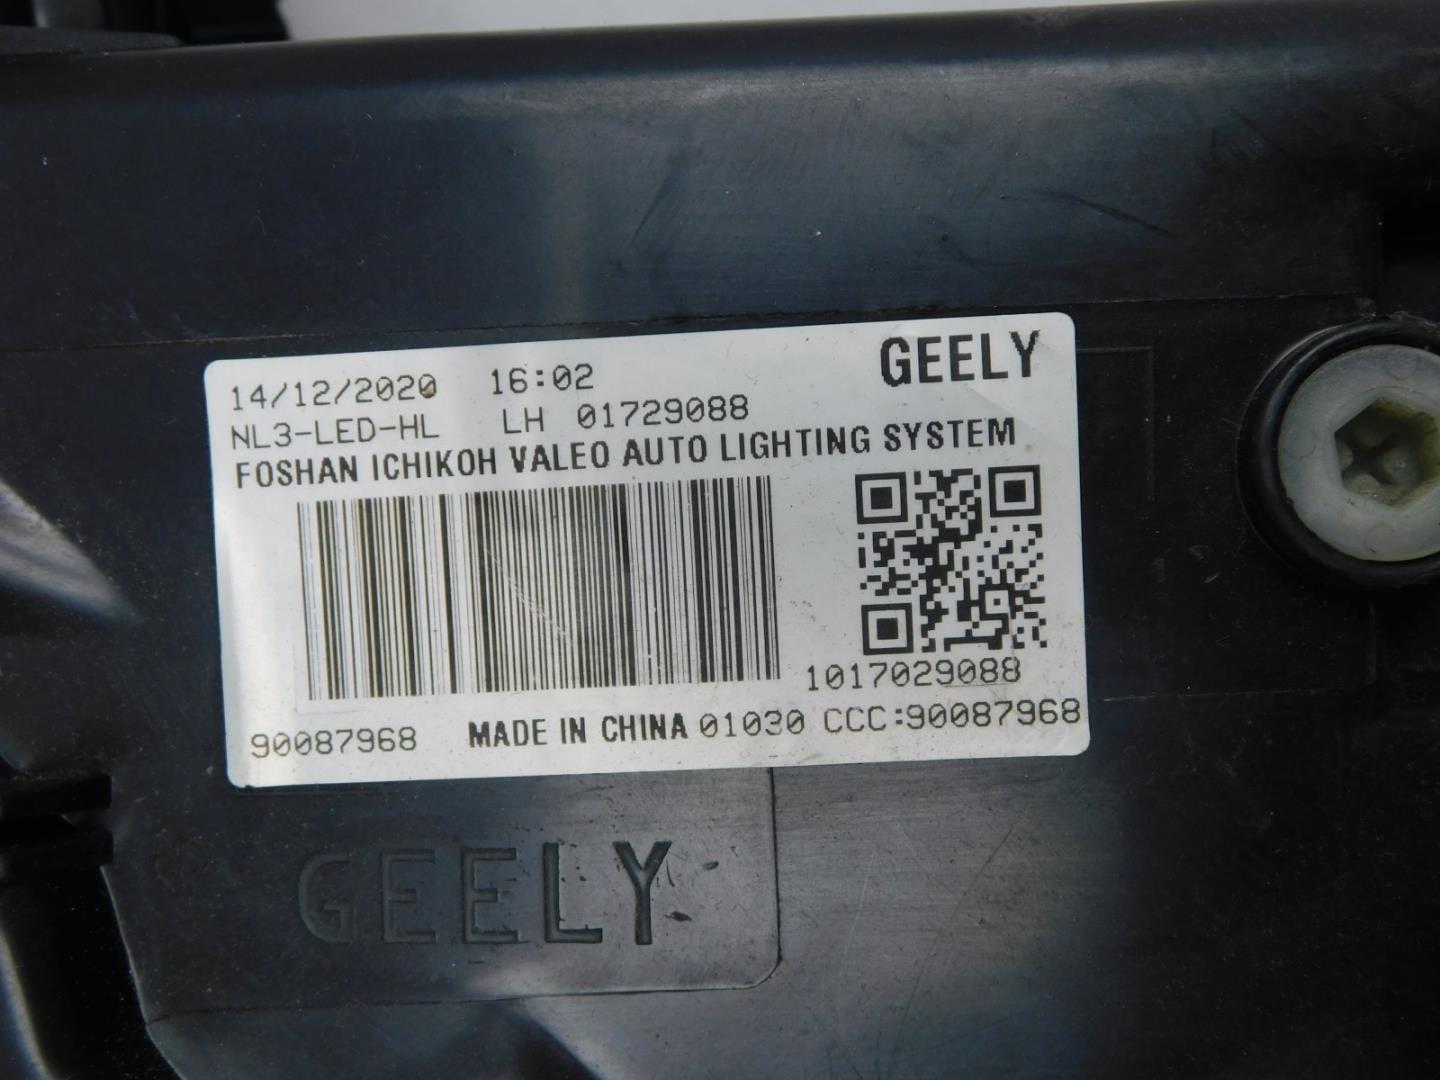 GEELY
14/12/2020 16:02
NL3-LED-HL LH 01729088
FOSHAN ICHIKOH VALEO AUTO LIGHTING SYSTEM
1017029088
90087968 MADE IN CHINA 01030 CCC:90087968
GEELY